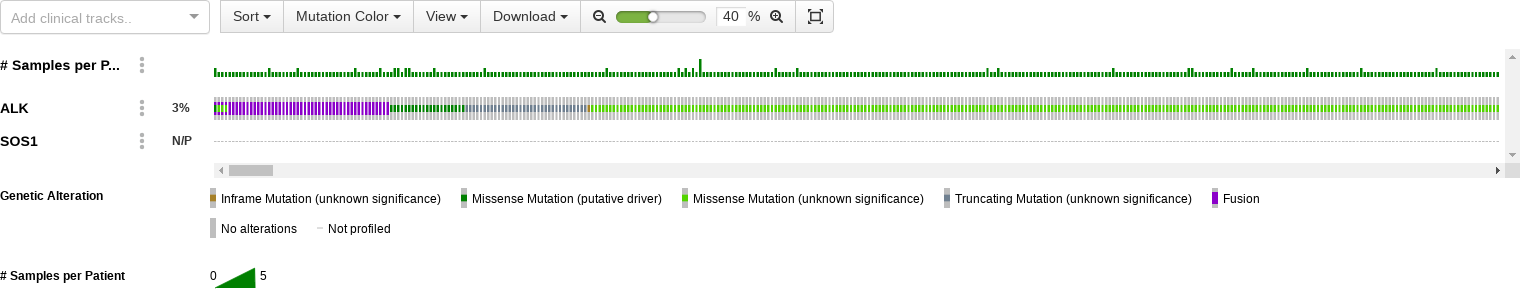 Add clinical tracks..
Sort Mutation Color View Download 40 %
# Samples per P...
ALK 3%
SOS1 N/P
Genetic Alteration Inframe Mutation (unknown significance) Missense Mutation (putative driver) Missense Mutation (unknown significance) Truncating Mutation (unknown significance) Fusion
No alterations Not profiled
# Samples per Patient 0 5